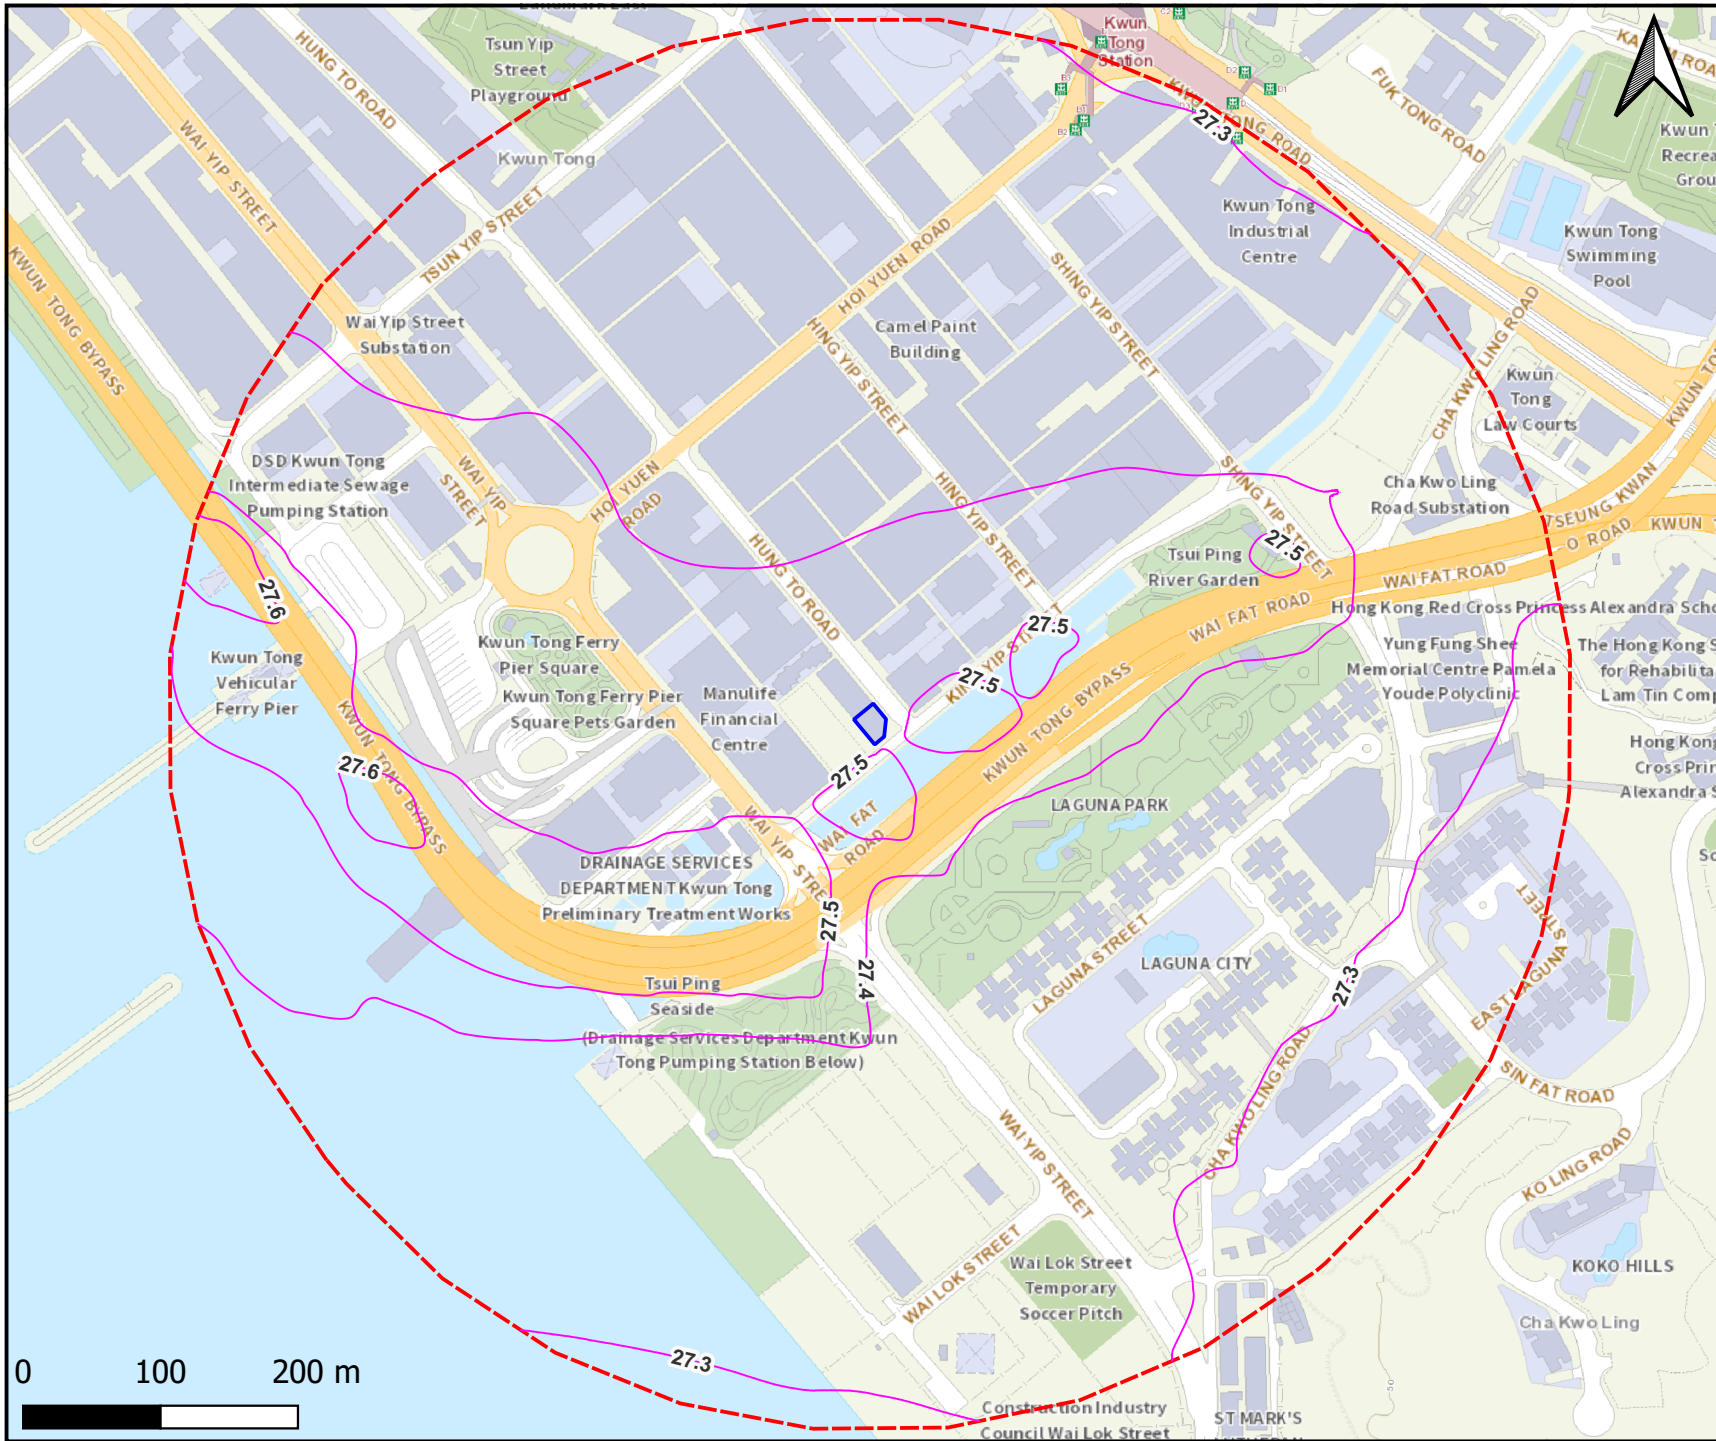 Kwun
Tong
Station
Tsun Yip
Street
Playground
HUNG TO ROAD
Kwun Tong
WAI YIP STREET
TSUN YIP STREET
KWUN TONG BYPASS
Wai Yip Street
Substation
HOI YUEN ROAD
Camel Paint
Building
HING YIP STREET
SHING YIP STREET
27.3
KWUN TONG ROAD
FUK TONG ROAD
Kwun Tong
Industrial
Centre
Kwun Tong
Swimming
Pool
CHA KWO LING ROAD
Kwun
Tong
Law Courts
Cha Kwo Ling
Road Substation
TSEUNG KWAN
O ROAD
DSD Kwun Tong
Intermediate Sewage
Pumping Station
WAI YIP
STREET
HOI YUEN
ROAD
HING YIP STREET
SHING YIP STREET
27.5
Tsui Ping
River Garden
WAI FAT ROAD
WAI FAT ROAD
27.6
HUNG TO ROAD
27.5
27.5
Kwun Tong Ferry
Pier Square
Kwun Tong Ferry Pier
Square Pets Garden
Manulife
Financial
Centre
Kwun Tong
Vehicular
Ferry Pier
KWUN TONG BYPASS
27.6
27.5
KWUN TONG BYPASS
WAI FAT
ROAD
WAI YIP STREET
Hong Kong Red Cross Princess Alexandra Scho
Yung Fung Shee
Memorial Centre Pamela
Youde Polyclinic
The Hong Kong S
for Rehabilita
Lam Tin Comp
Hong Kong
Cross Prin
Alexandra S
LAGUNA PARK
DRAINAGE SERVICES
DEPARTMENT Kwun Tong
Preliminary Treatment Works
27.5
27.4
Tsui Ping
Seaside
(Drainage Services Department Kwun
Tong Pumping Station Below)
LAGUNA STREET
LAGUNA CITY
27.3
EAST LAGUNA
STREET
SIN FAT ROAD
CHA KWO LING ROAD
WAI YIP STREET
KO LING ROAD
WAI LOK STREET
Wai Lok Street
Temporary
Soccer Pitch
KOKO HILLS
Cha Kwo Ling
27.3
0 100 200 m
Construction Industry
Council Wai Lok Street
ST MARK'S